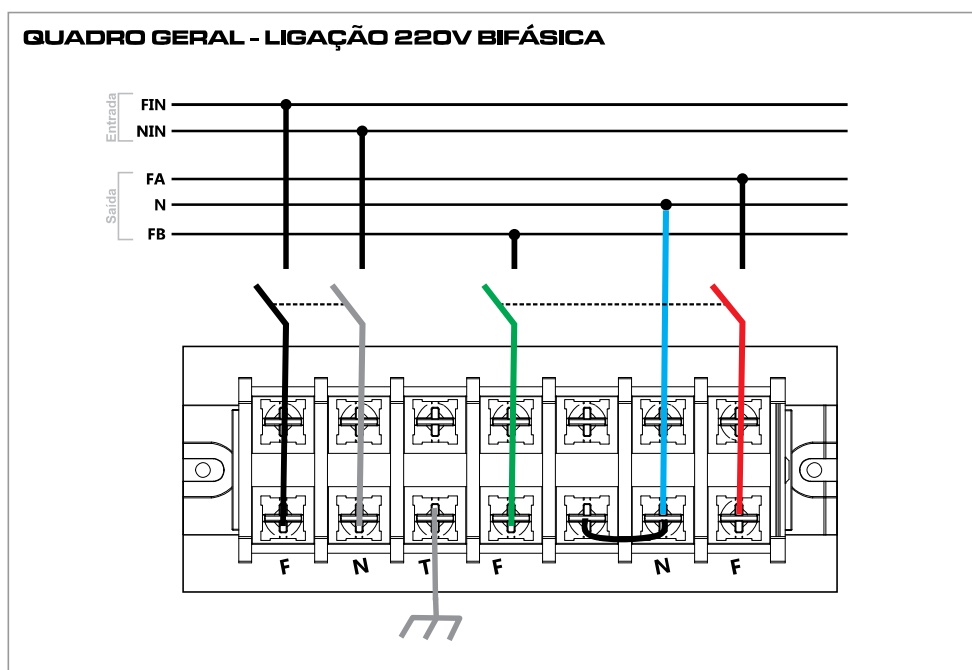 QUADRO GERAL - LIGAÇÃO 220V BIFÁSICA
Entrada
FIN
NIN
Saída
FA
N
FB
F N T F N F